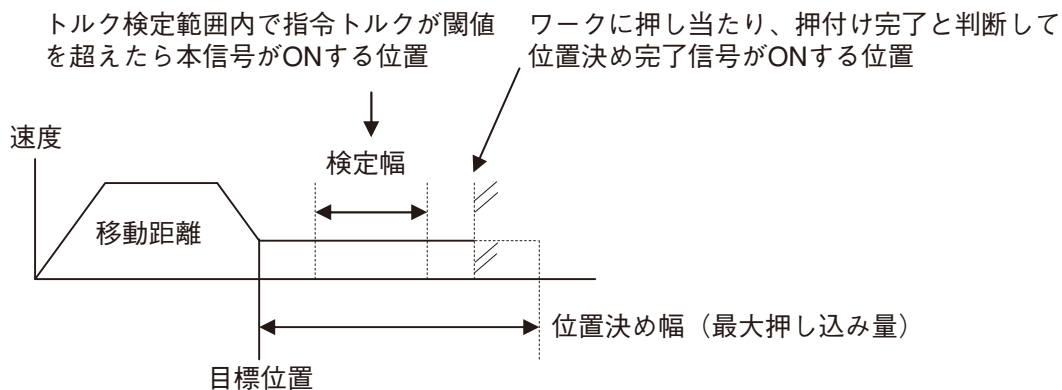 トルク検定範囲内で指令トルクが閾値
を超えたら本信号がONする位置
ワークに押し当たり、押付け完了と判断して
位置決め完了信号がONする位置
速度
検定幅
移動距離
位置決め幅（最大押し込み量）
目標位置